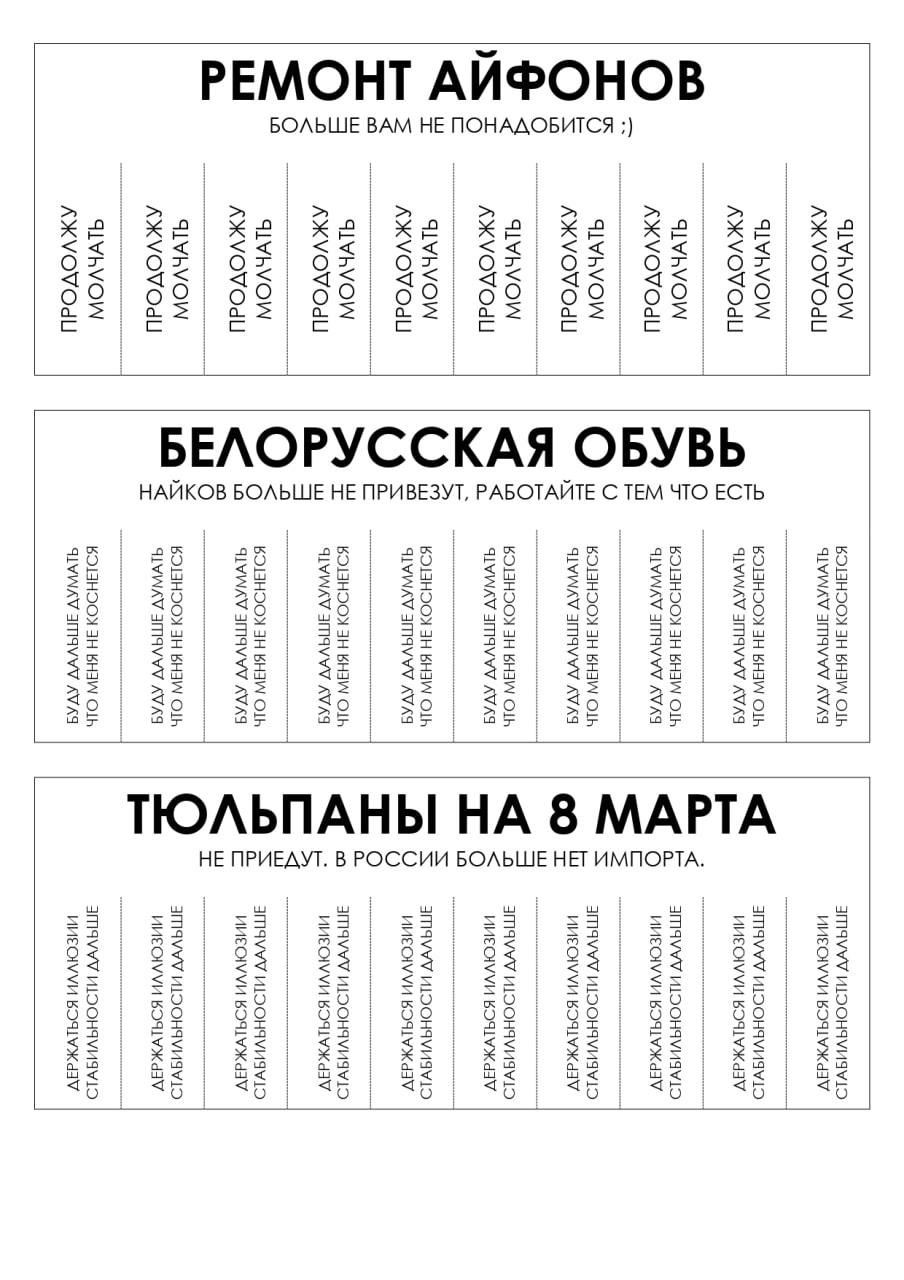 РЕМОНТ АЙФОНОВ
БОЛЬШЕ ВАМ НЕ ПОНАДОБИТСЯ ;)
ПРОДОЛЖУ
МОЛЧАТЬ
ПРОДОЛЖУ
МОЛЧАТЬ
ПРОДОЛЖУ
МОЛЧАТЬ
ПРОДОЛЖУ
МОЛЧАТЬ
ПРОДОЛЖУ
МОЛЧАТЬ
ПРОДОЛЖУ
МОЛЧАТЬ
ПРОДОЛЖУ
МОЛЧАТЬ
ПРОДОЛЖУ
МОЛЧАТЬ
ПРОДОЛЖУ
МОЛЧАТЬ
ПРОДОЛЖУ
МОЛЧАТЬ
БЕЛОРУССКАЯ ОБУВЬ
НАЙКОВ БОЛЬШЕ НЕ ПРИВЕЗУТ, РАБОТАЙТЕ С ТЕМ ЧТО ЕСТЬ
БУДУ ДАЛЬШЕ ДУМАТЬ
ЧТО МЕНЯ НЕ КОСНЕТСЯ
БУДУ ДАЛЬШЕ ДУМАТЬ
ЧТО МЕНЯ НЕ КОСНЕТСЯ
БУДУ ДАЛЬШЕ ДУМАТЬ
ЧТО МЕНЯ НЕ КОСНЕТСЯ
БУДУ ДАЛЬШЕ ДУМАТЬ
ЧТО МЕНЯ НЕ КОСНЕТСЯ
БУДУ ДАЛЬШЕ ДУМАТЬ
ЧТО МЕНЯ НЕ КОСНЕТСЯ
БУДУ ДАЛЬШЕ ДУМАТЬ
ЧТО МЕНЯ НЕ КОСНЕТСЯ
БУДУ ДАЛЬШЕ ДУМАТЬ
ЧТО МЕНЯ НЕ КОСНЕТСЯ
БУДУ ДАЛЬШЕ ДУМАТЬ
ЧТО МЕНЯ НЕ КОСНЕТСЯ
БУДУ ДАЛЬШЕ ДУМАТЬ
ЧТО МЕНЯ НЕ КОСНЕТСЯ
БУДУ ДАЛЬШЕ ДУМАТЬ
ЧТО МЕНЯ НЕ КОСНЕТСЯ
ТЮЛЬПАНЫ НА 8 МАРТА
НЕ ПРИЕДУТ. В РОССИИ БОЛЬШЕ НЕТ ИМПОРТА.
ДЕРЖАТЬСЯ ИЛЛЮЗИИ
СТАБИЛЬНОСТИ ДАЛЬШЕ
ДЕРЖАТЬСЯ ИЛЛЮЗИИ
СТАБИЛЬНОСТИ ДАЛЬШЕ
ДЕРЖАТЬСЯ ИЛЛЮЗИИ
СТАБИЛЬНОСТИ ДАЛЬШЕ
ДЕРЖАТЬСЯ ИЛЛЮЗИИ
СТАБИЛЬНОСТИ ДАЛЬШЕ
ДЕРЖАТЬСЯ ИЛЛЮЗИИ
СТАБИЛЬНОСТИ ДАЛЬШЕ
ДЕРЖАТЬСЯ ИЛЛЮЗИИ
СТАБИЛЬНОСТИ ДАЛЬШЕ
ДЕРЖАТЬСЯ ИЛЛЮЗИИ
СТАБИЛЬНОСТИ ДАЛЬШЕ
ДЕРЖАТЬСЯ ИЛЛЮЗИИ
СТАБИЛЬНОСТИ ДАЛЬШЕ
ДЕРЖАТЬСЯ ИЛЛЮЗИИ
СТАБИЛЬНОСТИ ДАЛЬШЕ
ДЕРЖАТЬСЯ ИЛЛЮЗИИ
СТАБИЛЬНОСТИ ДАЛЬШЕ